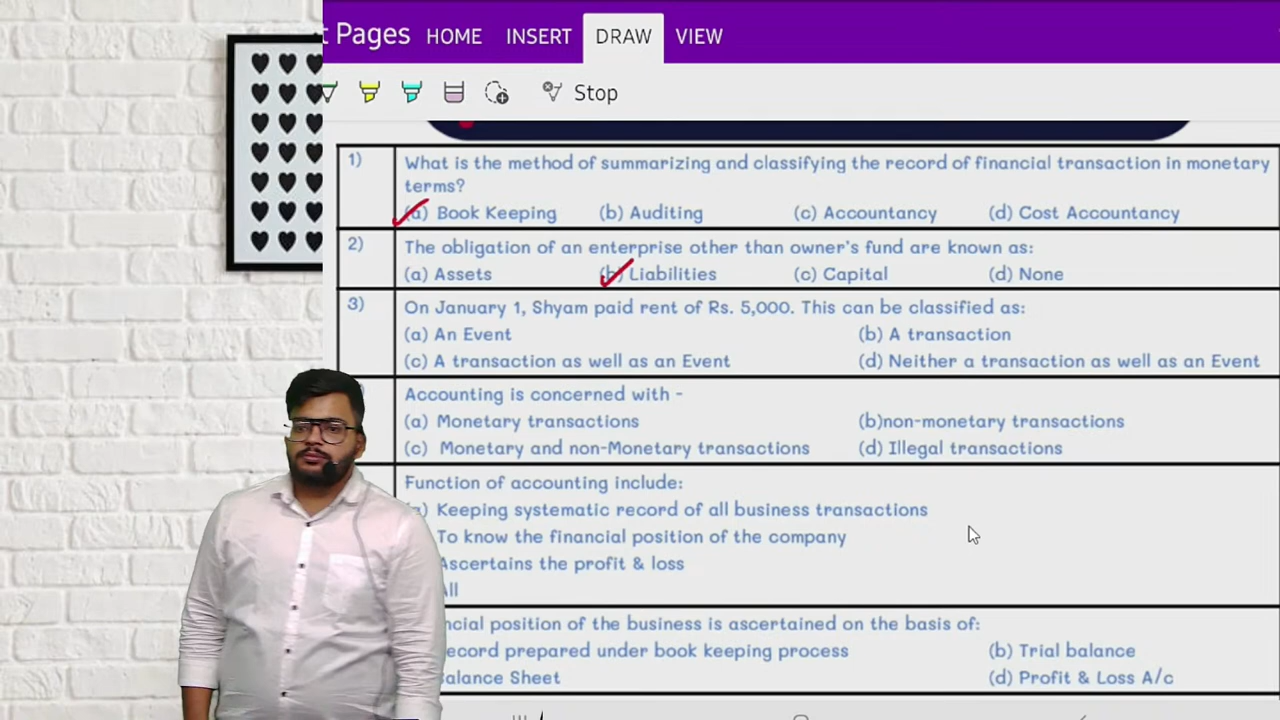 t Pages HOME INSERT DRAW VIEW
Stop
1) What is the method of summarizing and classifying the record of financial transaction in monetary
terms?
(a) Book Keeping (b) Auditing (c) Accountancy (d) Cost Accountancy
2) The obligation of an enterprise other than owner's fund are known as:
(a) Assets (b) Liabilities (c) Capital (d) None
3) On January 1, Shyam paid rent of Rs. 5,000. This can be classified as:
(a) An Event (b) A transaction
(c) A transaction as well as an Event (d) Neither a transaction as well as an Event
Accounting is concerned with -
(a) Monetary transactions (b)non-monetary transactions
(c) Monetary and non-Monetary transactions (d) Illegal transactions
Function of accounting include:
(a) Keeping systematic record of all business transactions
To know the financial position of the company
Ascertains the profit & loss
All
ncial position of the business is ascertained on the basis of:
ecord prepared under book keeping process (b) Trial balance
alance Sheet (d) Profit & Loss A/c